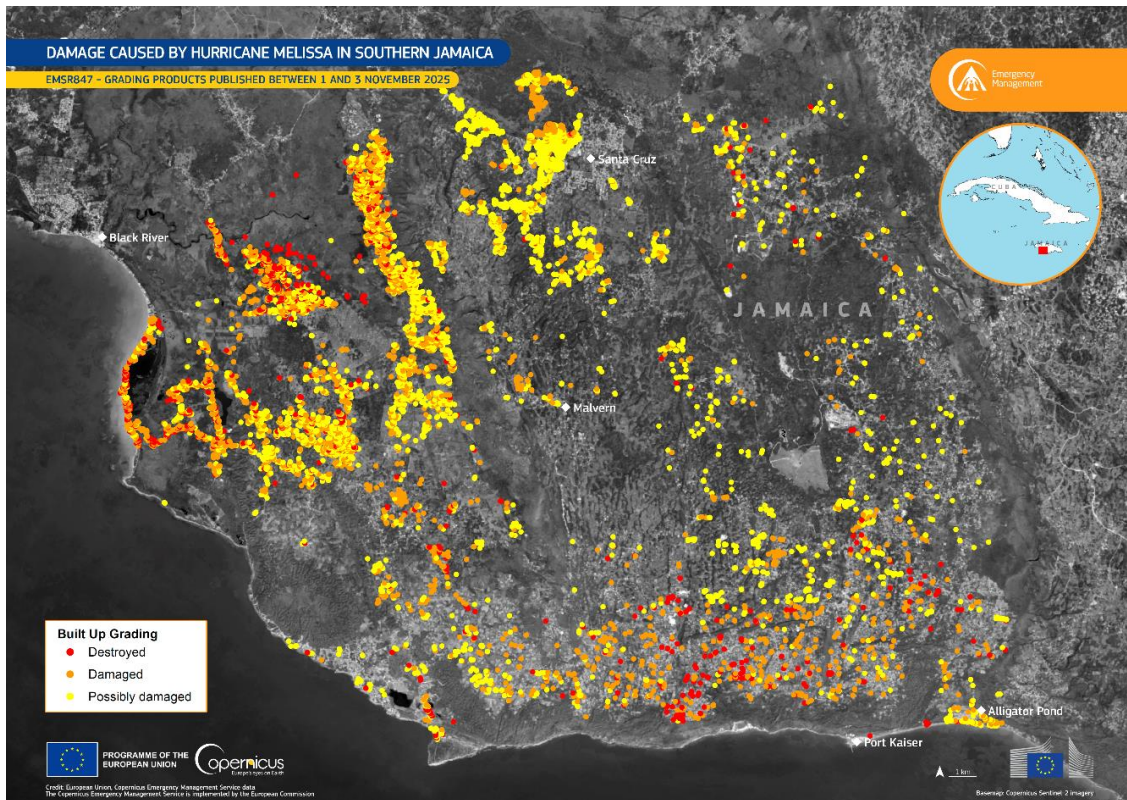 DAMAGE CAUSED BY HURRICANE MELISSA IN SOUTHERN JAMAICA
EMSR847 - GRADING PRODUCTS PUBLISHED BETWEEN 1 AND 3 NOVEMBER 2025
Emergency
Management
CUBA
JAMAICA
Santa Cruz
Black River
JAMAICA
Malvern
Built Up Grading
Destroyed
Damaged
Possibly damaged
Alligator Pond
Port Kaiser
PROGRAMME OF THE
EUROPEAN UNION
opernicus
Europe's eyes on Earth
1 km
Credit: European Union, Copernicus Emergency Management Service data
The Copernicus Emergency Management Service is implemented by the European Commission
Basemap: Copernicus Sentinel 2 imagery